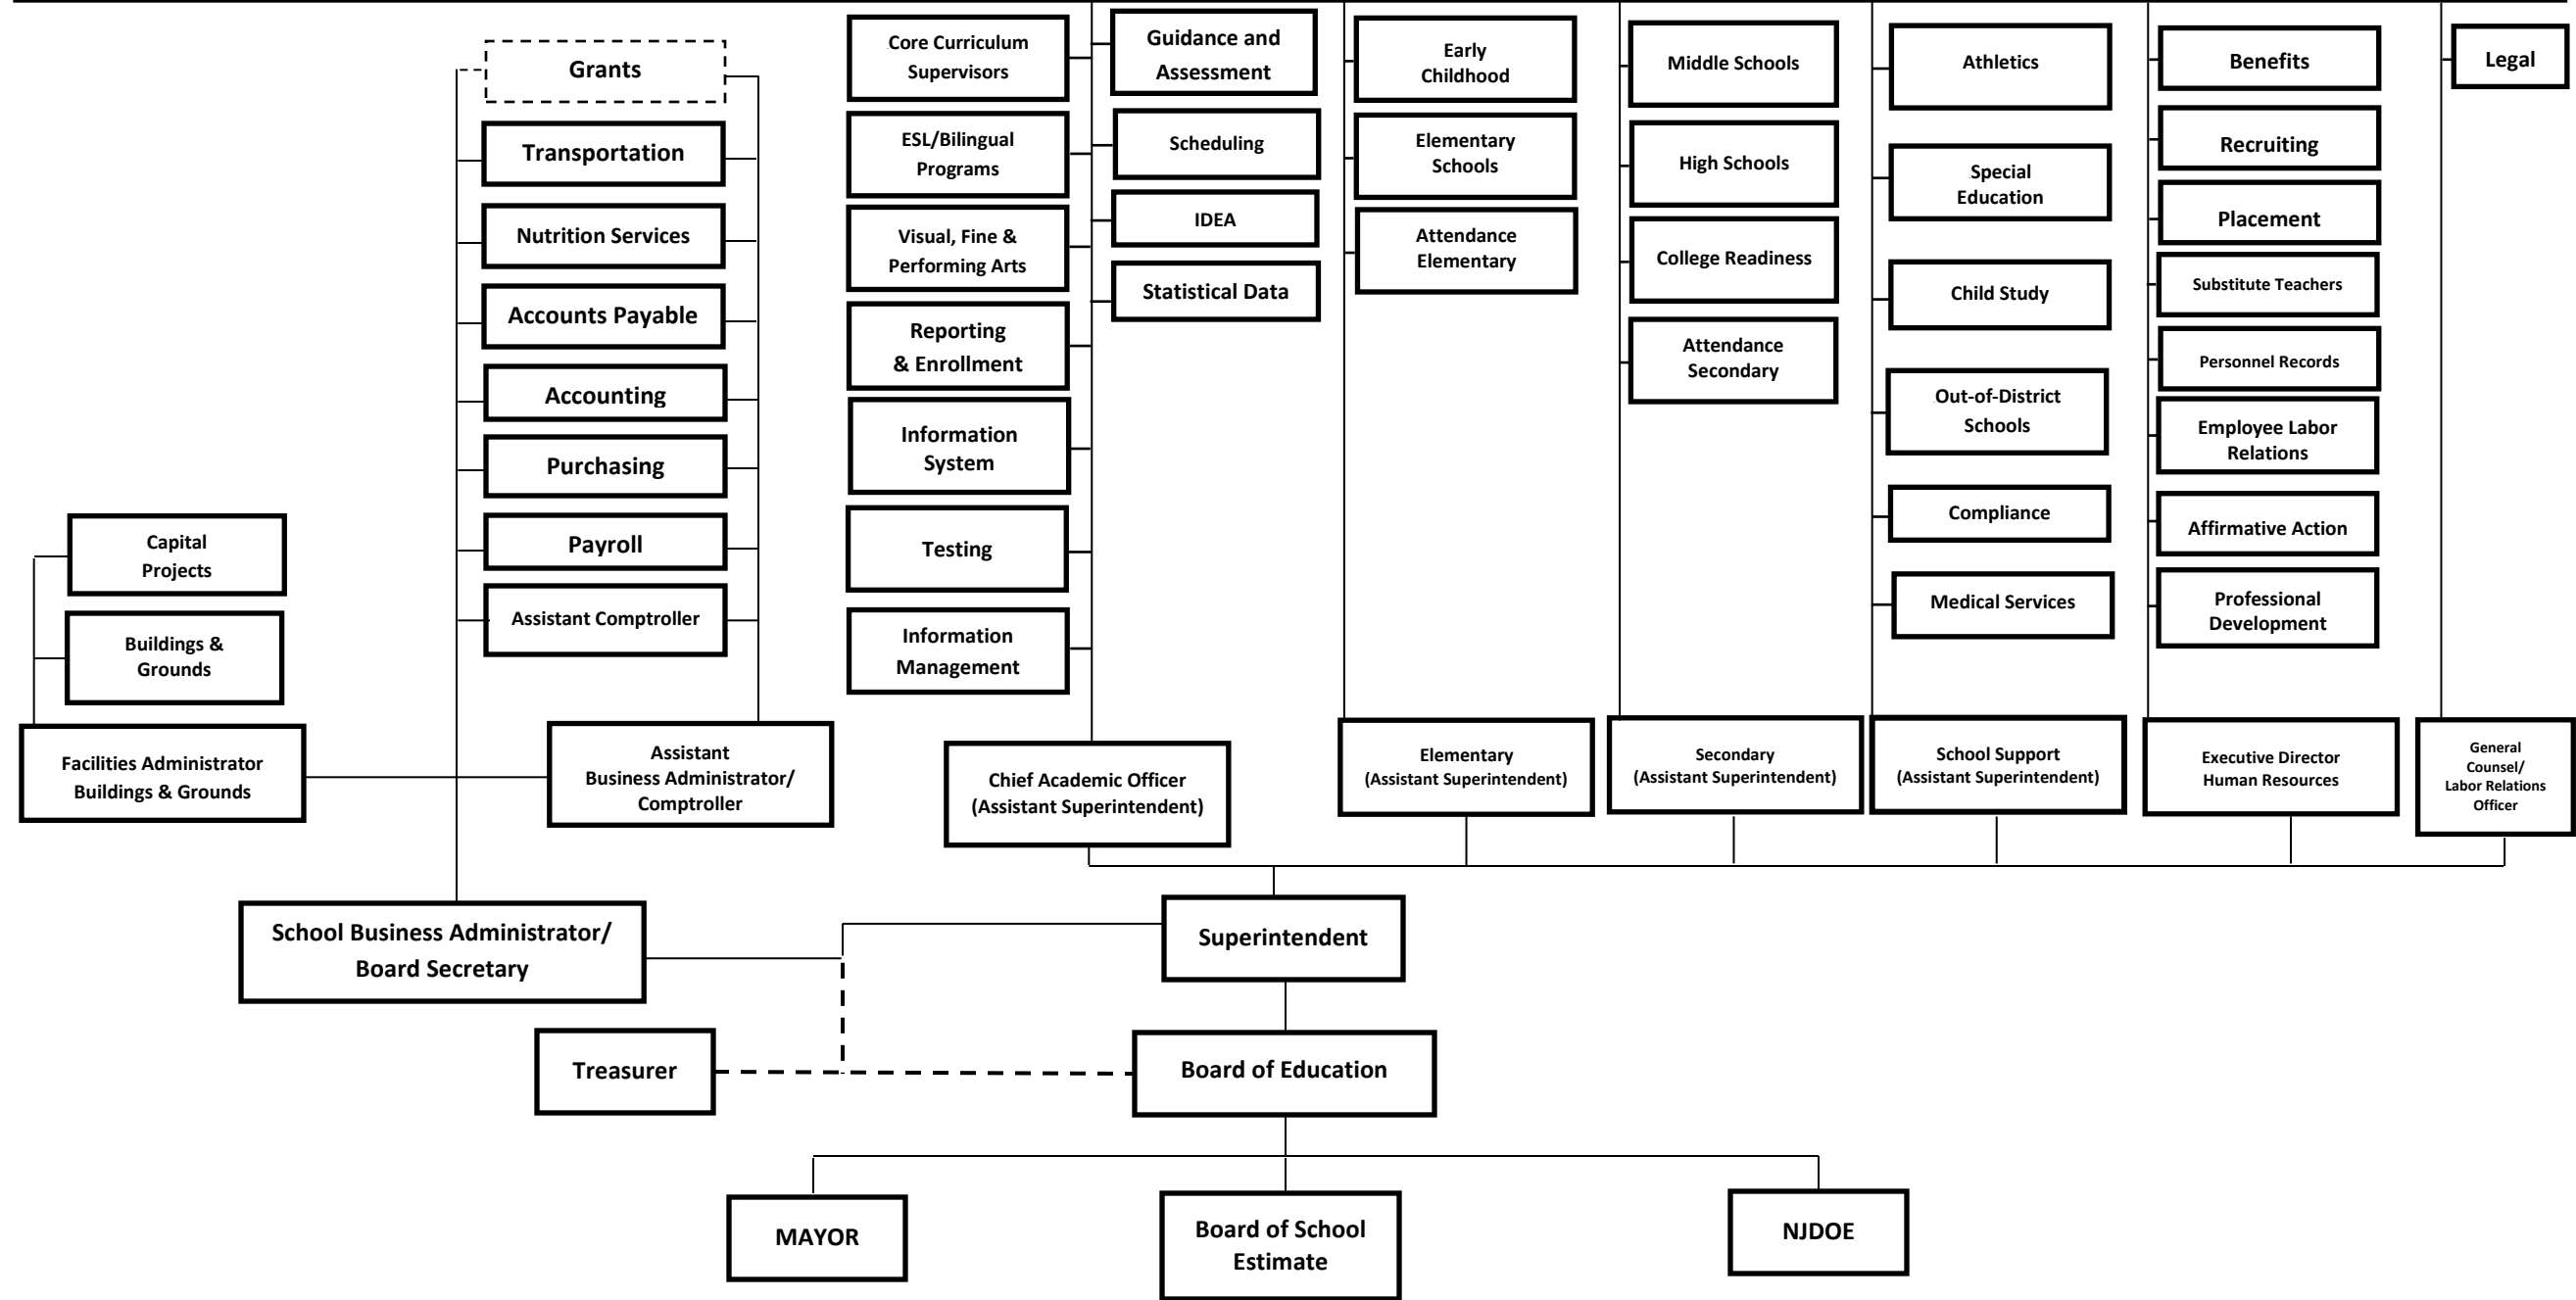 Grants
Transportation
Nutrition Services
Accounts Payable
Accounting
Purchasing
Payroll
Assistant Comptroller
Capital
Projects
Buildings &
Grounds
Facilities Administrator
Buildings & Grounds
Assistant
Business Administrator/
Comptroller
Core Curriculum
Supervisors
ESL/Bilingual
Programs
Visual, Fine &
Performing Arts
Reporting
& Enrollment
Information
System
Testing
Information
Management
Guidance and
Assessment
Scheduling
IDEA
Statistical Data
Chief Academic Officer
(Assistant Superintendent)
Early
Childhood
Elementary
Schools
Attendance
Elementary
Elementary
(Assistant Superintendent)
Middle Schools
High Schools
College Readiness
Attendance
Secondary
Secondary
(Assistant Superintendent)
Athletics
Special
Education
Child Study
Out-of-District
Schools
Compliance
Medical Services
School Support
(Assistant Superintendent)
Benefits
Recruiting
Placement
Substitute Teachers
Personnel Records
Employee Labor
Relations
Affirmative Action
Professional
Development
Executive Director
Human Resources
Legal
General
Counsel/
Labor Relations
Officer
School Business Administrator/
Board Secretary
Superintendent
Treasurer
Board of Education
MAYOR
Board of School
Estimate
NJDOE